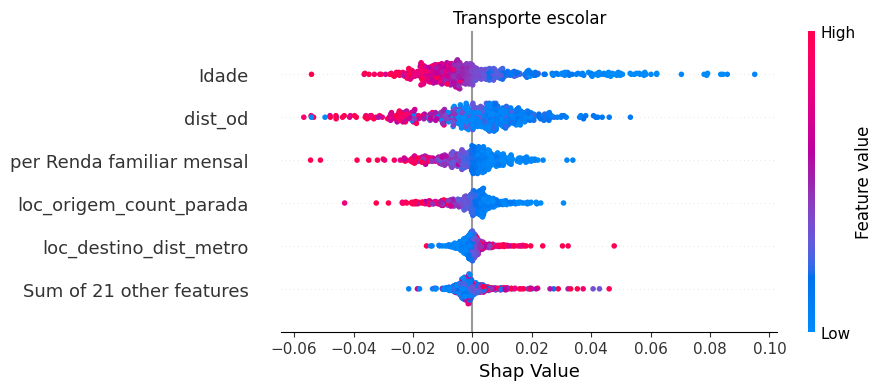 Transporte escolar
High
Idade
dist_od
per Renda familiar mensal
loc_origem_count_parada
loc_destino_dist_metro
Sum of 21 other features
Feature value
Low
−0.06 −0.04 −0.02 0.00 0.02 0.04 0.06 0.08 0.10
Shap Value